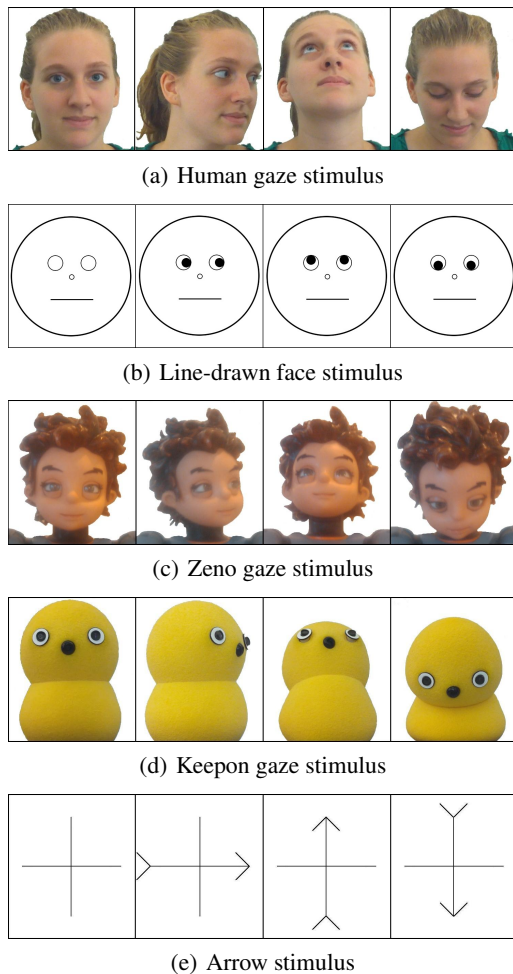 (a) Human gaze stimulus
(b) Line-drawn face stimulus
(c) Zeno gaze stimulus
(d) Keepon gaze stimulus
(e) Arrow stimulus